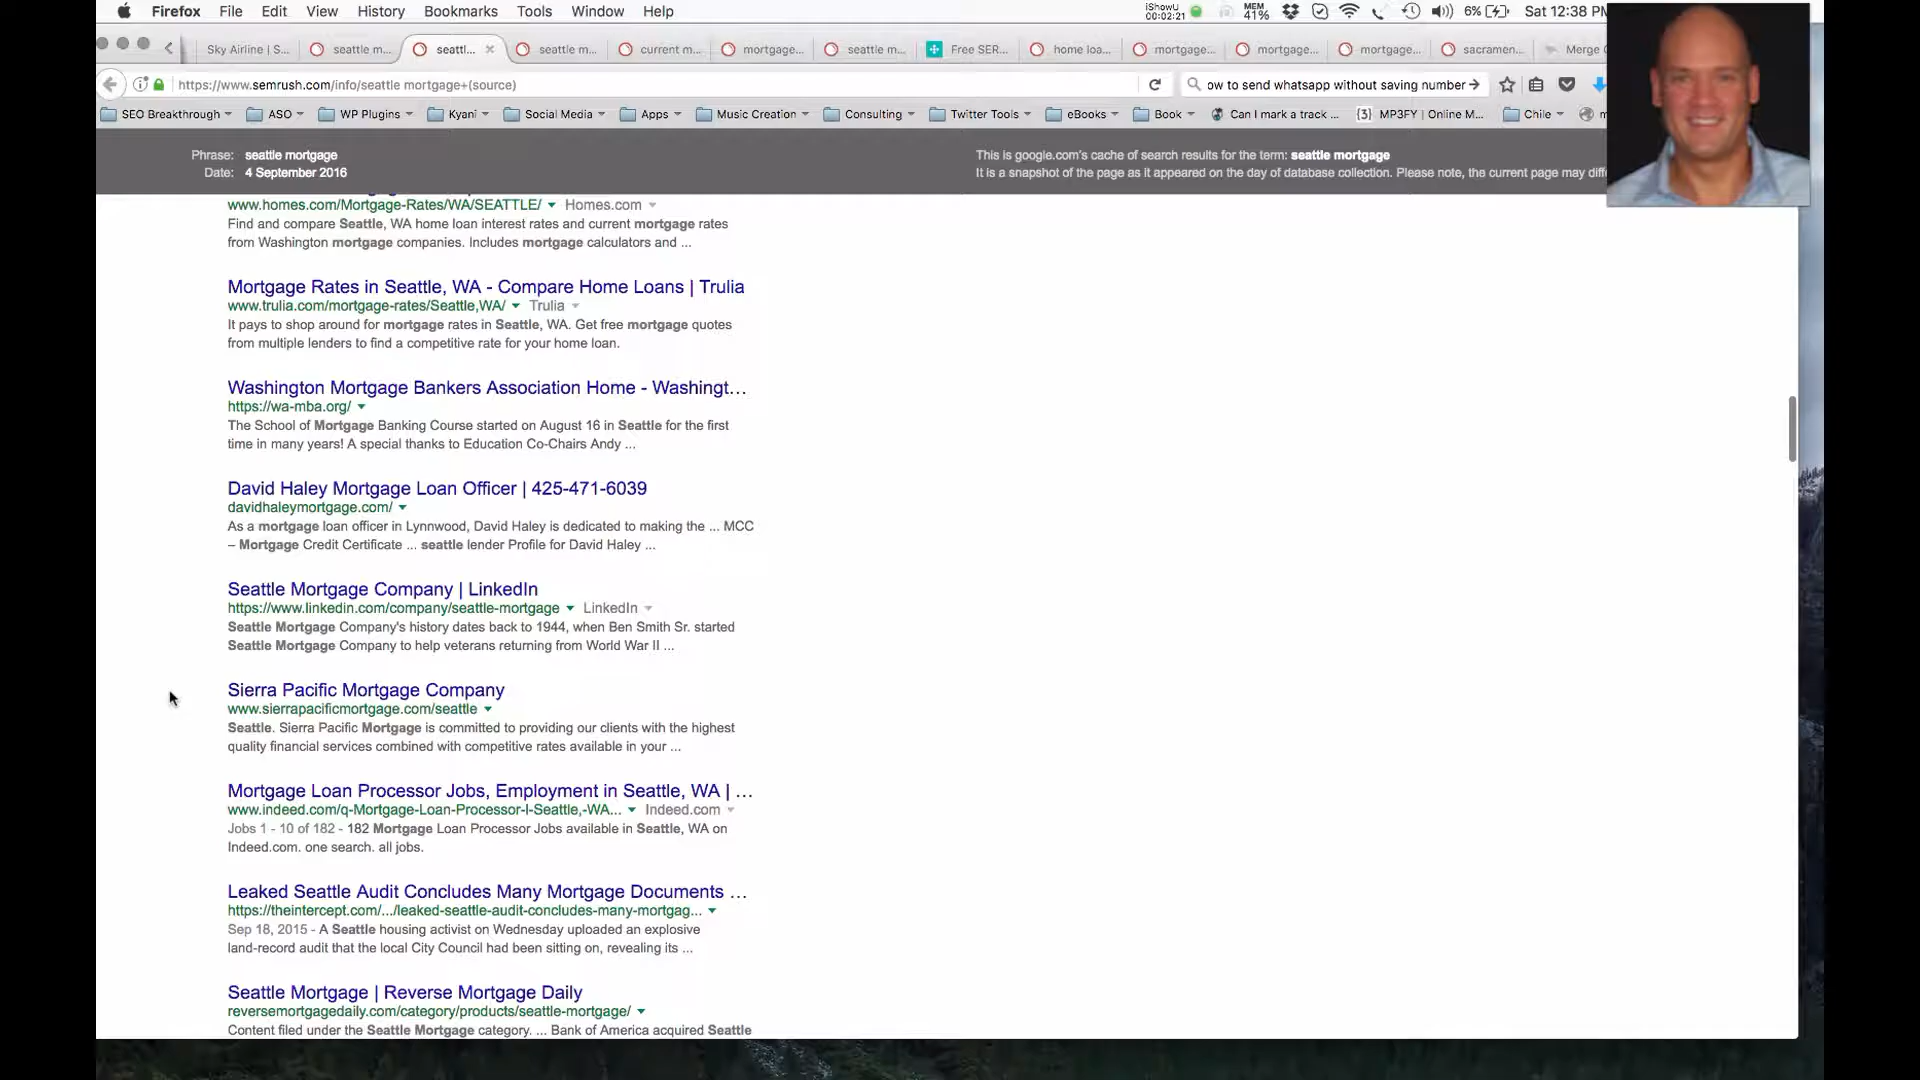 Firefox File Edit View History Bookmarks Tools Window Help iShowU 00:02:21 MEM 41% 6% Sat 12:38 PM
Sky Airline | S... seattle m... seattl... seattle m... current m... mortgage... seattle m... Free SER... home loa... mortgage... mortgage... mortgage... sacramen... Merge
https://www.semrush.com/info/seattle mortgage+(source) ow to send whatsapp without saving number
SEO Breakthrough ASO WP Plugins Kyani Social Media Apps Music Creation Consulting Twitter Tools eBooks Book Can I mark a track ... {3} MP3FY | Online M... Chile
Phrase: seattle mortgage This is google.com's cache of search results for the term: seattle mortgage
Date: 4 September 2016 It is a snapshot of the page as it appeared on the day of database collection. Please note, the current page may diff
www.homes.com/Mortgage-Rates/WA/SEATTLE/ Homes.com
Find and compare Seattle, WA home loan interest rates and current mortgage rates
from Washington mortgage companies. Includes mortgage calculators and ...
Mortgage Rates in Seattle, WA - Compare Home Loans | Trulia
www.trulia.com/mortgage-rates/Seattle,WA/ Trulia
It pays to shop around for mortgage rates in Seattle, WA. Get free mortgage quotes
from multiple lenders to find a competitive rate for your home loan.
Washington Mortgage Bankers Association Home - Washingt...
https://wa-mba.org/
The School of Mortgage Banking Course started on August 16 in Seattle for the first
time in many years! A special thanks to Education Co-Chairs Andy ...
David Haley Mortgage Loan Officer | 425-471-6039
davidhaleymortgage.com/
As a mortgage loan officer in Lynnwood, David Haley is dedicated to making the ... MCC
– Mortgage Credit Certificate ... seattle lender Profile for David Haley ...
Seattle Mortgage Company | LinkedIn
https://www.linkedin.com/company/seattle-mortgage LinkedIn
Seattle Mortgage Company's history dates back to 1944, when Ben Smith Sr. started
Seattle Mortgage Company to help veterans returning from World War II ...
Sierra Pacific Mortgage Company
www.sierrapacificmortgage.com/seattle
Seattle. Sierra Pacific Mortgage is committed to providing our clients with the highest
quality financial services combined with competitive rates available in your ...
Mortgage Loan Processor Jobs, Employment in Seattle, WA | ...
www.indeed.com/q-Mortgage-Loan-Processor-l-Seattle,-WA... Indeed.com
Jobs 1 - 10 of 182 - 182 Mortgage Loan Processor Jobs available in Seattle, WA on
Indeed.com. one search. all jobs.
Leaked Seattle Audit Concludes Many Mortgage Documents ...
https://theintercept.com/.../leaked-seattle-audit-concludes-many-mortgag...
Sep 18, 2015 - A Seattle housing activist on Wednesday uploaded an explosive
land-record audit that the local City Council had been sitting on, revealing its ...
Seattle Mortgage | Reverse Mortgage Daily
reversemortgagedaily.com/category/products/seattle-mortgage/
Content filed under the Seattle Mortgage category. ... Bank of America acquired Seattle